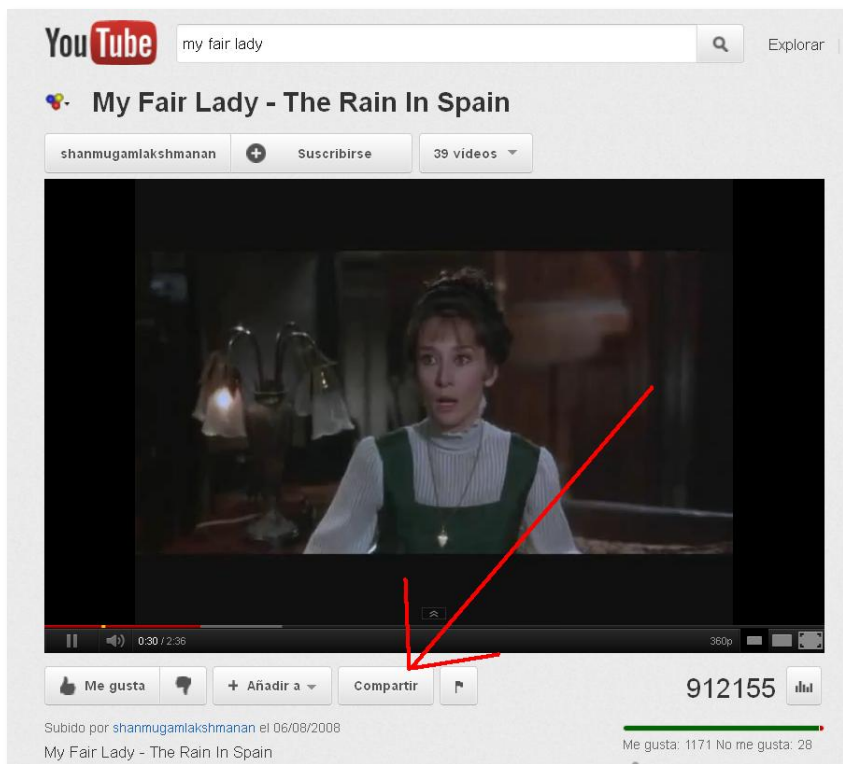 YouTube my fair lady Explorar
My Fair Lady - The Rain In Spain
shanmugamlakshmanan Suscribirse 39 vídeos
0:30 / 2:36 360p
Me gusta + Añadir a Compartir 912155
Subido por shanmugamlakshmanan el 06/08/2008
Me gusta: 1171 No me gusta: 28
My Fair Lady - The Rain In Spain